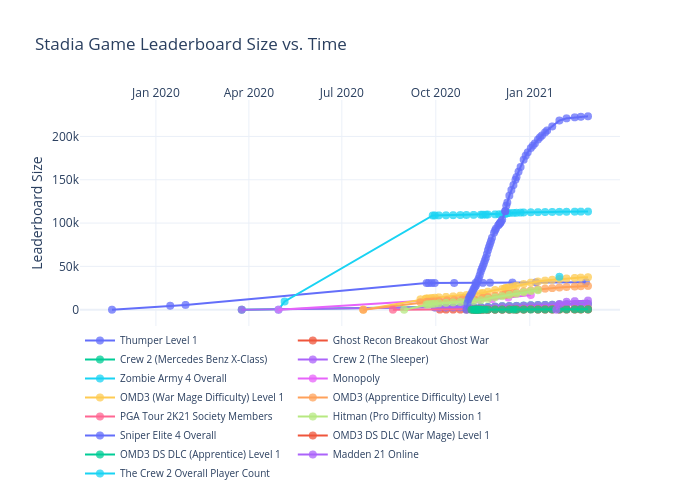 Stadia Game Leaderboard Size vs. Time
Jan 2020 Apr 2020 Jul 2020 Oct 2020 Jan 2021
Leaderboard Size
200k
150k
100k
50k
0
Thumper Level 1 Ghost Recon Breakout Ghost War
Crew 2 (Mercedes Benz X-Class) Crew 2 (The Sleeper)
Zombie Army 4 Overall Monopoly
OMD3 (War Mage Difficulty) Level 1 OMD3 (Apprentice Difficulty) Level 1
PGA Tour 2K21 Society Members Hitman (Pro Difficulty) Mission 1
Sniper Elite 4 Overall OMD3 DS DLC (War Mage) Level 1
OMD3 DS DLC (Apprentice) Level 1 Madden 21 Online
The Crew 2 Overall Player Count